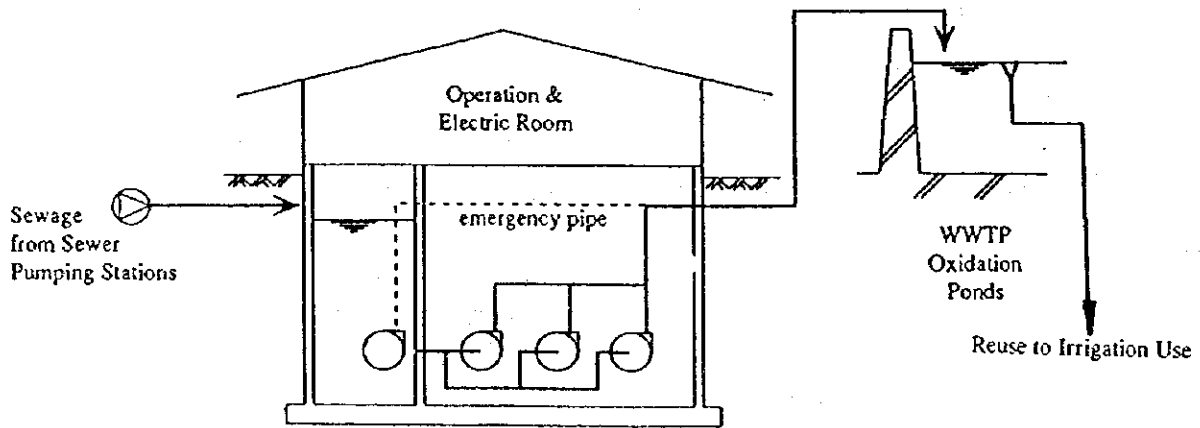 Operation &
Electric Room
Sewage
from Sewer
Pumping Stations
emergency pipe
WWTP
Oxidation
Ponds
Reuse to Irrigation Use